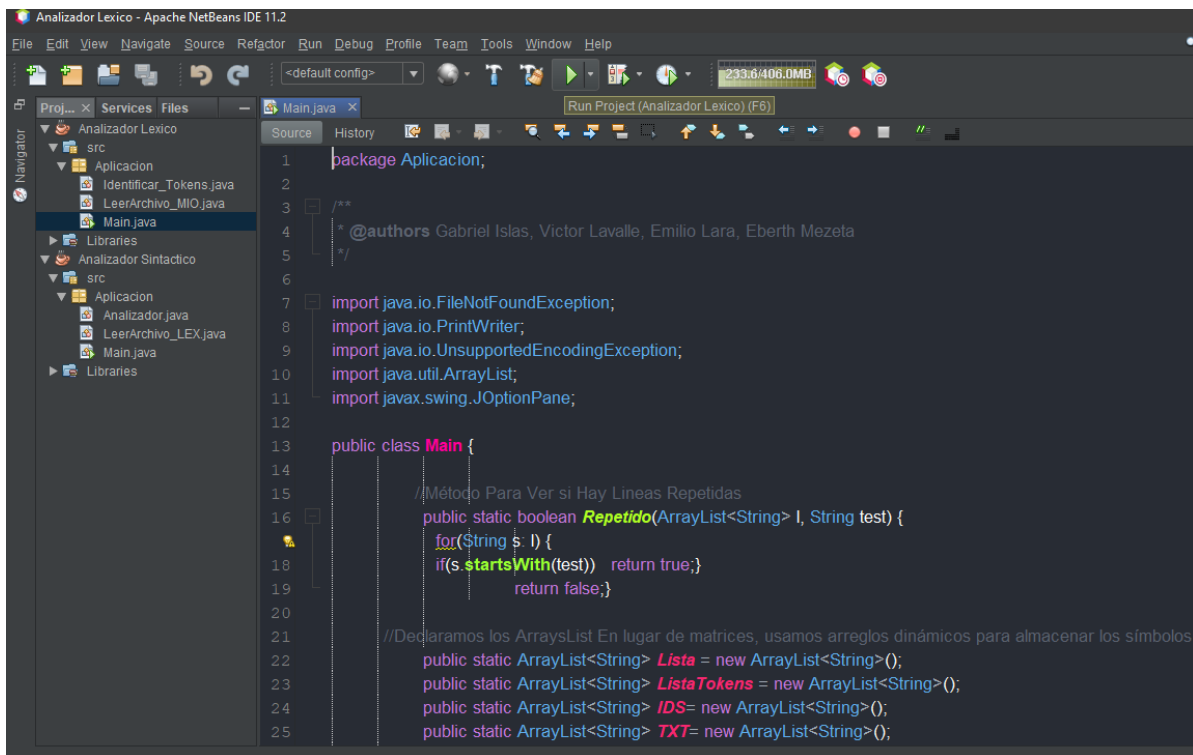 Analizador Lexico - Apache NetBeans IDE 11.2
File Edit View Navigate Source Refactor Run Debug Profile Team Tools Window Help
<default config> 233.6/406.0MB
Proj... Services Files
Main.java
Run Project (Analizador Lexico) (F6)
Navigator
Analizador Lexico
src
Aplicacion
Identificar_Tokens.java
LeerArchivo_MIO.java
Main.java
Libraries
Analizador Sintactico
src
Aplicacion
Analizador.java
LeerArchivo_LEX.java
Main.java
Libraries
Source History
1 package Aplicacion;
2
3 /**
4 * @authors Gabriel Islas, Victor Lavalle, Emilio Lara, Eberth Mezeta
5 */
6
7 import java.io.FileNotFoundException;
8 import java.io.PrintWriter;
9 import java.io.UnsupportedEncodingException;
10 import java.util.ArrayList;
11 import javax.swing.JOptionPane;
12
13 public class Main {
14
15 //Método Para Ver si Hay Lineas Repetidas
16 public static boolean Repetido(ArrayList<String> l, String test) {
for(String s: l) {
18 if(s.startsWith(test)) return true;}
19 return false;}
20
21 //Declaramos los ArraysList En lugar de matrices, usamos arreglos dinámicos para almacenar los símbolos
22 public static ArrayList<String> Lista = new ArrayList<String>();
23 public static ArrayList<String> ListaTokens = new ArrayList<String>();
24 public static ArrayList<String> IDS= new ArrayList<String>();
25 public static ArrayList<String> TXT= new ArrayList<String>();